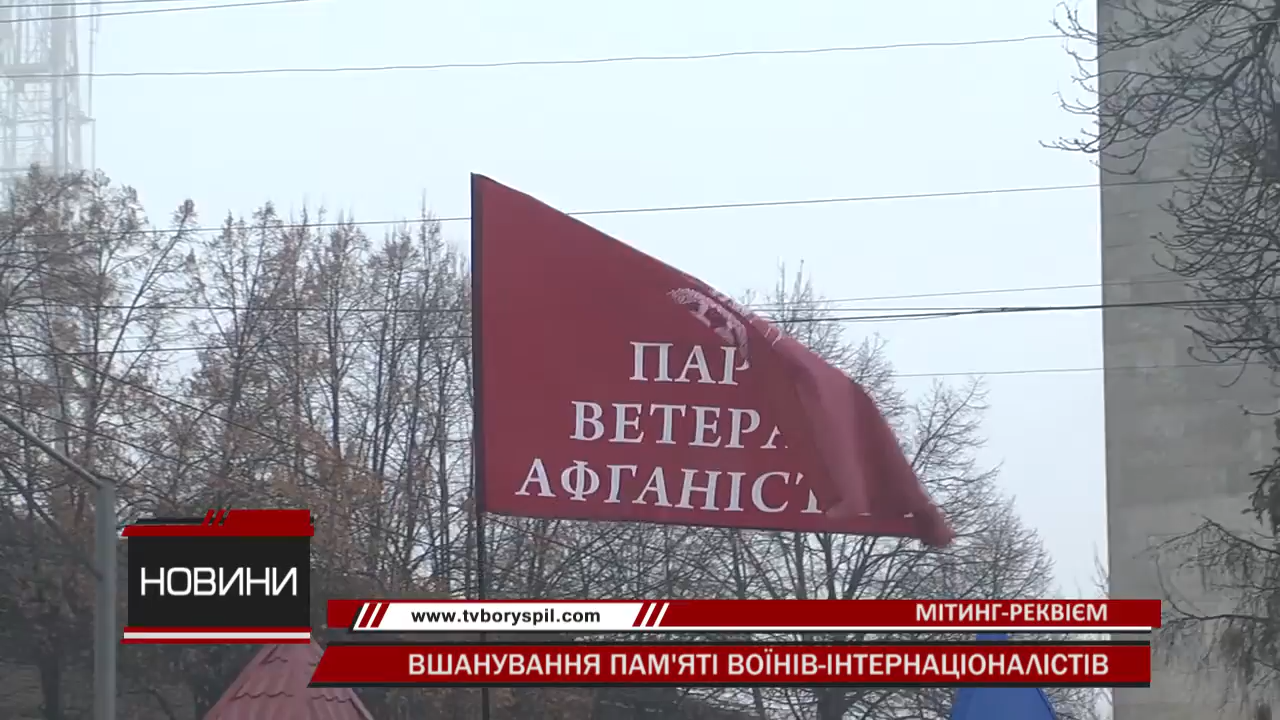 ПАР
ВЕТЕРА
АФГАНІСТ
НОВИНИ
www.tvboryspil.com
МІТИНГ-РЕКВІЄМ
ВШАНУВАННЯ ПАМ'ЯТІ ВОЇНІВ-ІНТЕРНАЦІОНАЛІСТІВ